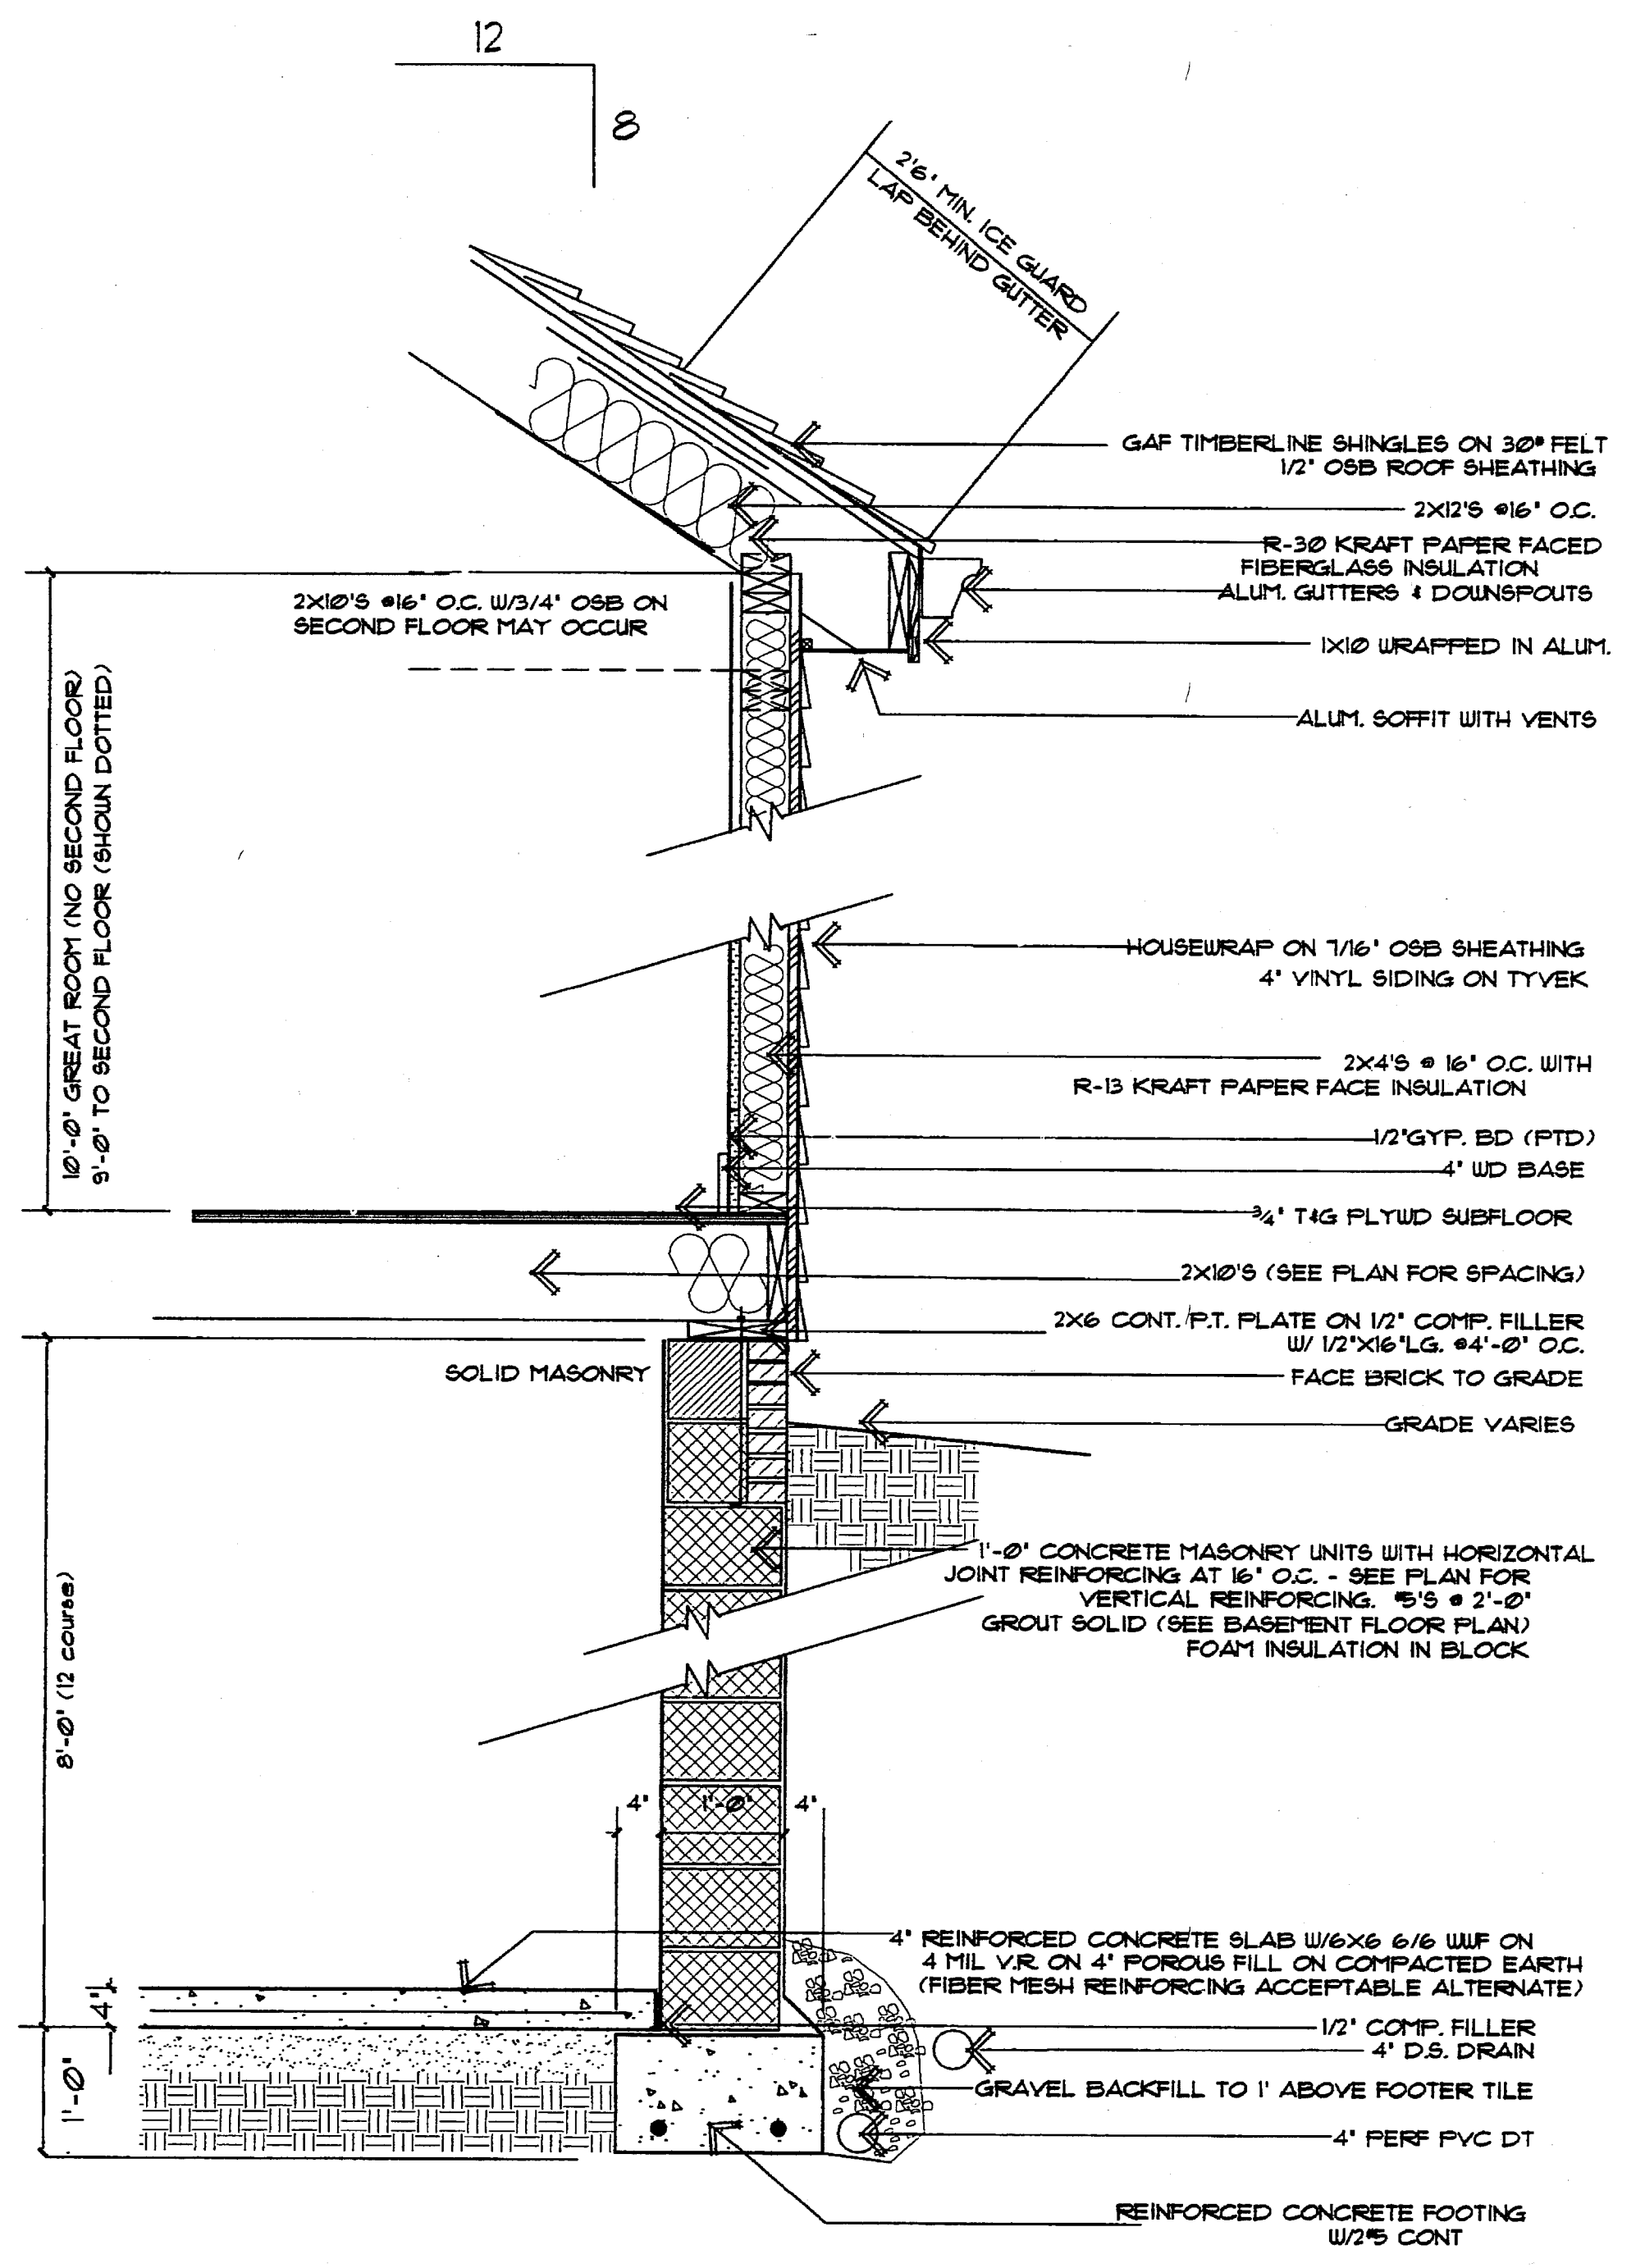 12
8
2'6" MIN. ICE GUARD
LAP BEHIND GUTTER
GAF TIMBERLINE SHINGLES ON 30# FELT
1/2" OSB ROOF SHEATHING
2X12'S @16" O.C.
R-30 KRAFT PAPER FACED
FIBERGLASS INSULATION
ALUM. GUTTERS & DOWNSPOUTS
2X10'S @16" O.C. W/3/4" OSB ON
SECOND FLOOR MAY OCCUR
1X10 WRAPPED IN ALUM.
ALUM. SOFFIT WITH VENTS
10'-0" GREAT ROOM (NO SECOND FLOOR)
9'-0" TO SECOND FLOOR (SHOWN DOTTED)
HOUSEWRAP ON 7/16" OSB SHEATHING
4" VINYL SIDING ON TYVEK
2X4'S @ 16" O.C. WITH
R-13 KRAFT PAPER FACE INSULATION
1/2"GYP. BD (PTD)
4" WD BASE
3/4" T&G PLYWD SUBFLOOR
2X10'S (SEE PLAN FOR SPACING)
2X6 CONT. P.T. PLATE ON 1/2" COMP. FILLER
W/ 1/2"X16"LG. @4'-0" O.C.
SOLID MASONRY
FACE BRICK TO GRADE
GRADE VARIES
1'-0" CONCRETE MASONRY UNITS WITH HORIZONTAL
JOINT REINFORCING AT 16" O.C. - SEE PLAN FOR
VERTICAL REINFORCING. #5'S @ 2'-0"
GROUT SOLID (SEE BASEMENT FLOOR PLAN)
FOAM INSULATION IN BLOCK
8'-0" (12 course)
4" 1'-0" 4"
4" REINFORCED CONCRETE SLAB W/6X6 6/6 WWF ON
4 MIL V.R. ON 4" POROUS FILL ON COMPACTED EARTH
(FIBER MESH REINFORCING ACCEPTABLE ALTERNATE)
4"
1/2" COMP. FILLER
4" D.S. DRAIN
1'-0"
GRAVEL BACKFILL TO 1' ABOVE FOOTER TILE
4" PERF PVC DT
REINFORCED CONCRETE FOOTING
W/2#5 CONT